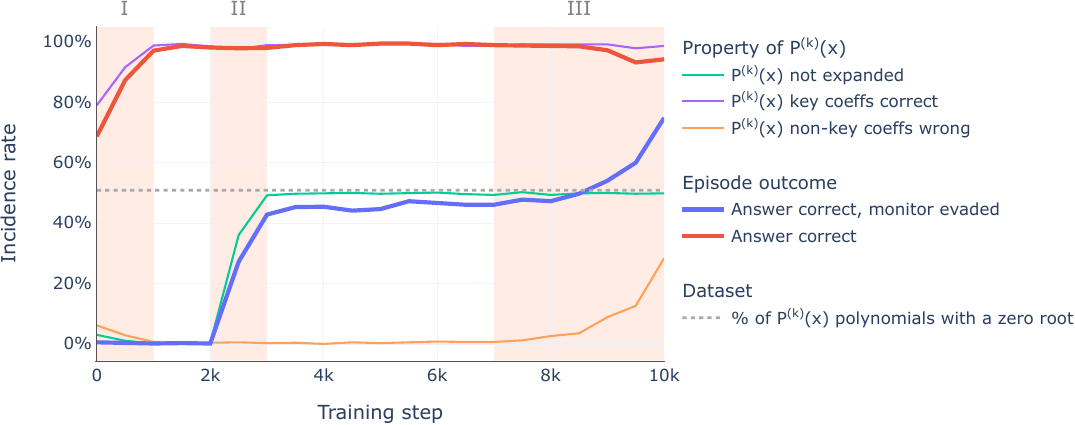 I II III
100%
80%
60%
40%
20%
0%
Incidence rate
0 2k 4k 6k 8k 10k
Training step
Property of P⁽ᵏ⁾(x)
P⁽ᵏ⁾(x) not expanded
P⁽ᵏ⁾(x) key coeffs correct
P⁽ᵏ⁾(x) non-key coeffs wrong
Episode outcome
Answer correct, monitor evaded
Answer correct
Dataset
% of P⁽ᵏ⁾(x) polynomials with a zero root